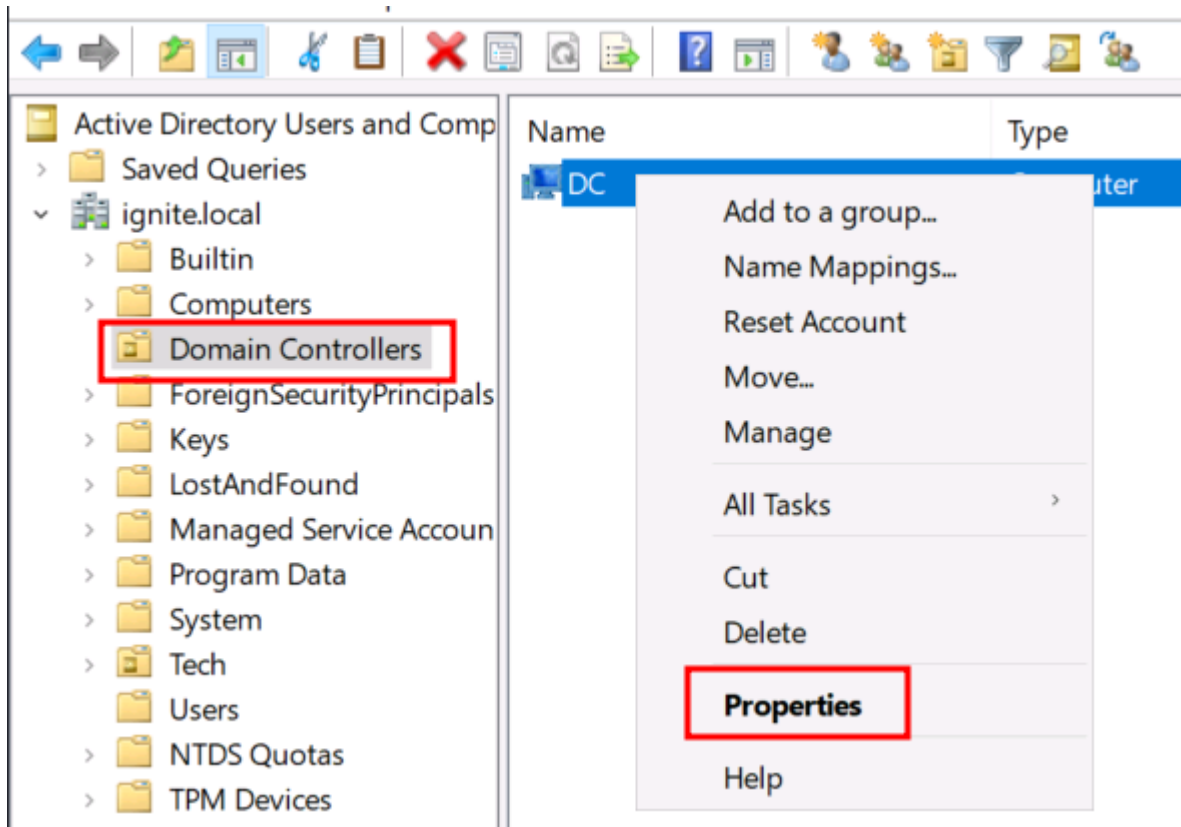 Active Directory Users and Comp
Saved Queries
ignite.local
Builtin
Computers
Domain Controllers
ForeignSecurityPrincipals
Keys
LostAndFound
Managed Service Accoun
Program Data
System
Tech
Users
NTDS Quotas
TPM Devices
Name Type
DC
Add to a group...
Name Mappings...
Reset Account
Move...
Manage
All Tasks
Cut
Delete
Properties
Help